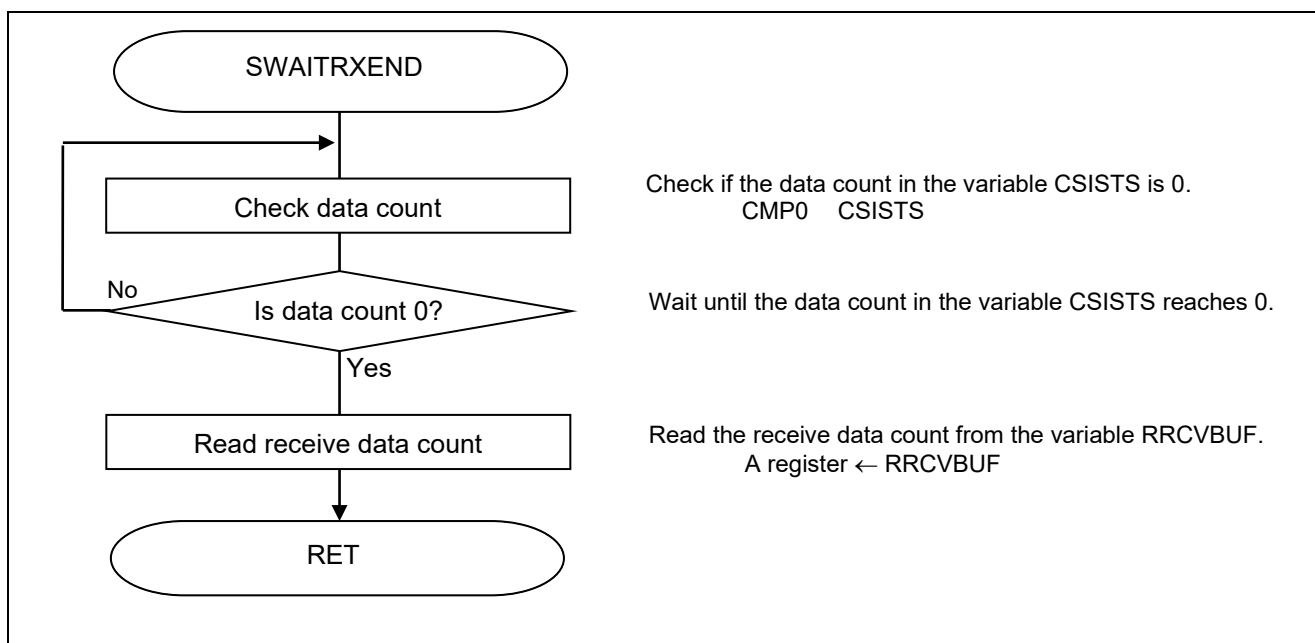 SWAITRXEND
Check data count
Check if the data count in the variable CSISTS is 0.
CMP0 CSISTS
No
Is data count 0?
Wait until the data count in the variable CSISTS reaches 0.
Yes
Read receive data count
Read the receive data count from the variable RRCVBUF.
A register ← RRCVBUF
RET